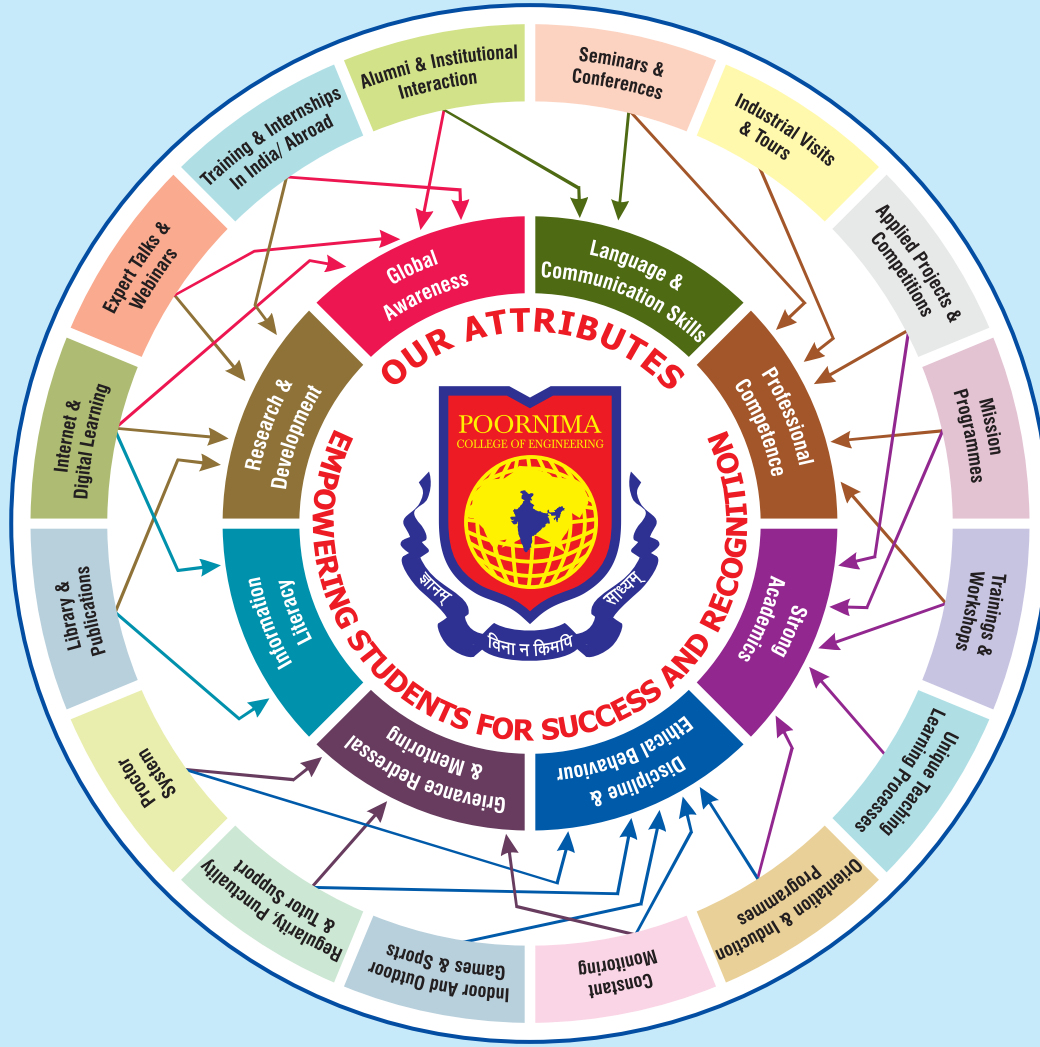 Alumni & Institutional
Interaction
Seminars &
Conferences
Industrial Visits
& Tours
Applied Projects &
Competitions
Mission
Programmes
Trainings &
Workshops
Unique Teaching
Learning Processes
Orientation & Induction
Programmes
Constant
Monitoring
Indoor And Outdoor
Games & Sports
Regularity, Punctuality
& Tutor Support
Proctor
System
Library &
Publications
Internet &
Digital Learning
Expert Talks &
Webinars
Training & Internships
In India/ Abroad
Global
Awareness
Language &
Communication Skills
Professional
Competence
Strong
Academics
Discipline &
Ethical Behaviour
Grievance Redressal
& Mentoring
Information
Literacy
Research &
Development
OUR ATTRIBUTES
EMPOWERING STUDENTS FOR SUCCESS AND RECOGNITION
POORNIMA
COLLEGE OF ENGINEERING
ज्ञानम्
विना न किमपि
साध्यम्